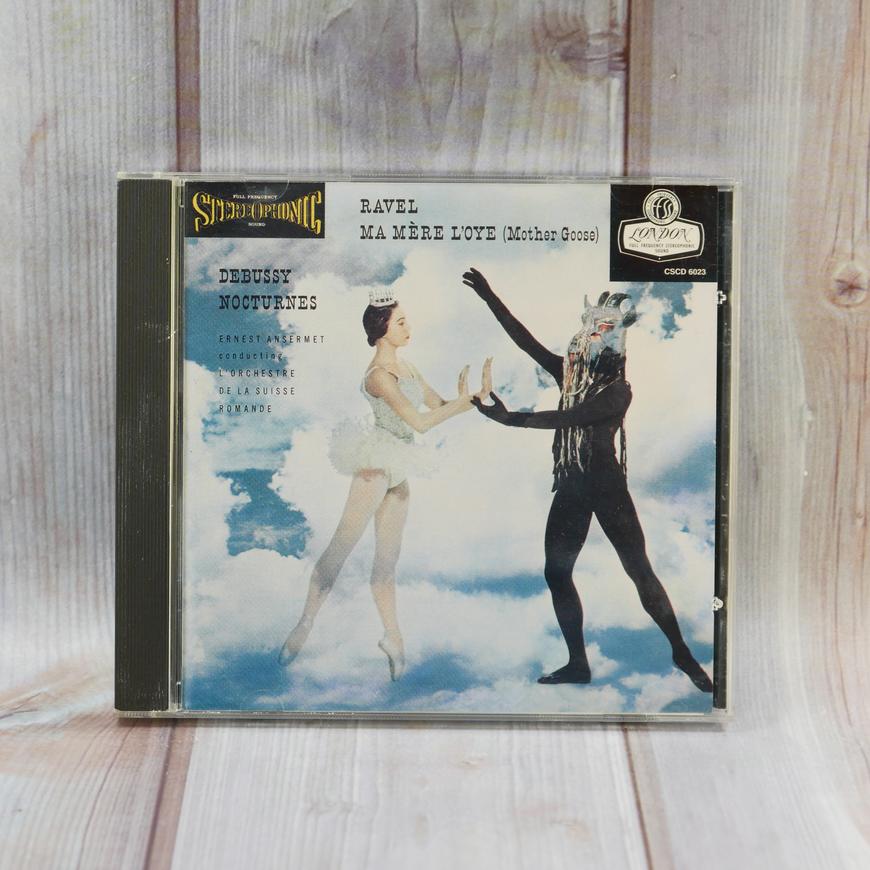 FULL FREQUENCY
STEREOPHONIC
SOUND
RAVEL
MA MÈRE L'OYE (Mother Goose)
LONDON
FULL FREQUENCY STEREOPHONIC
SOUND
CSCD 6023
DEBUSSY
NOCTURNES
ERNEST ANSERMET
conducting
L'ORCHESTRE
DE LA SUISSE
ROMANDE